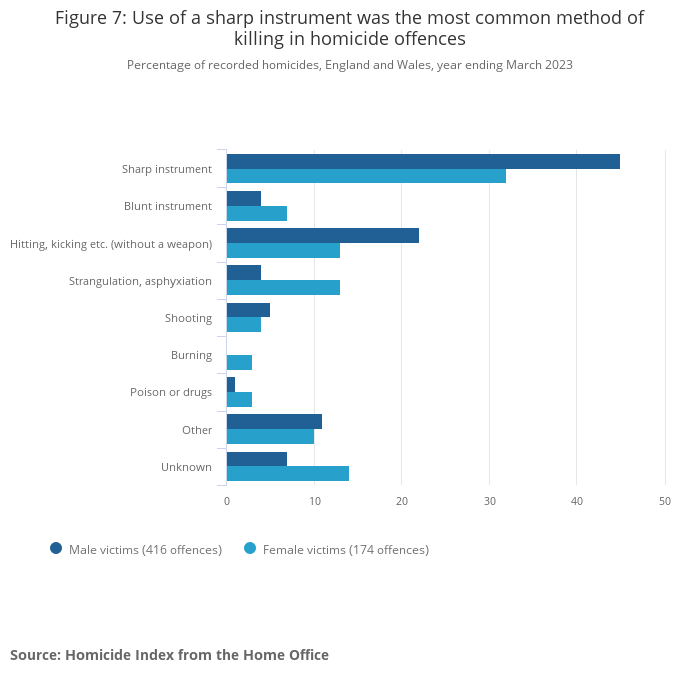 Figure 7: Use of a sharp instrument was the most common method of
killing in homicide offences
Percentage of recorded homicides, England and Wales, year ending March 2023
Sharp instrument
Blunt instrument
Hitting, kicking etc. (without a weapon)
Strangulation, asphyxiation
Shooting
Burning
Poison or drugs
Other
Unknown
0 10 20 30 40 50
Male victims (416 offences) Female victims (174 offences)
Source: Homicide Index from the Home Office